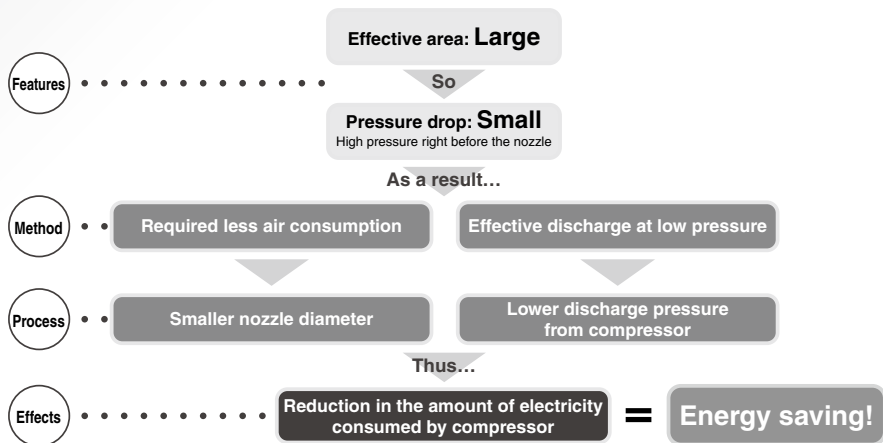 Effective area: Large
Features
So
Pressure drop: Small
High pressure right before the nozzle
As a result…
Method
Required less air consumption
Effective discharge at low pressure
Process
Smaller nozzle diameter
Lower discharge pressure
from compressor
Thus…
Effects
Reduction in the amount of electricity
consumed by compressor
=
Energy saving!